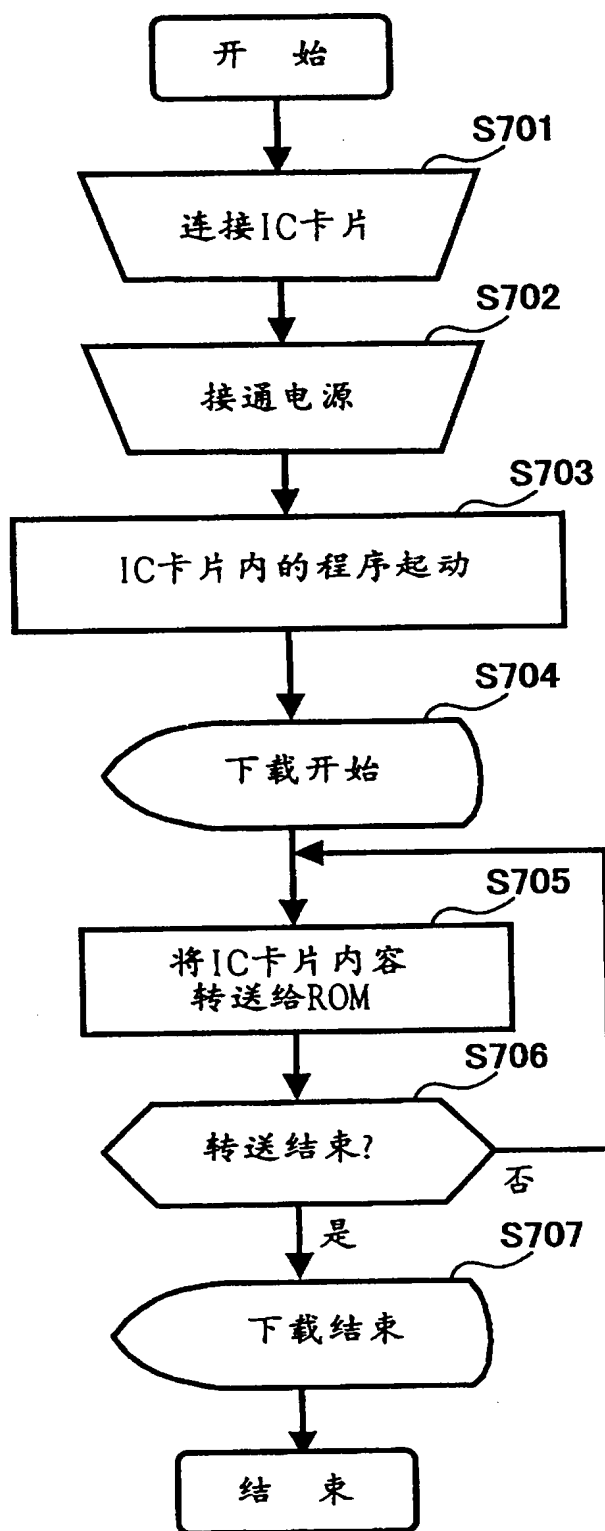 开 始
S701
连接IC卡片
S702
接通电源
S703
IC卡片内的程序起动
S704
下载开始
S705
将IC卡片内容
转送给ROM
S706
转送结束?
否
是
S707
下载结束
结 束